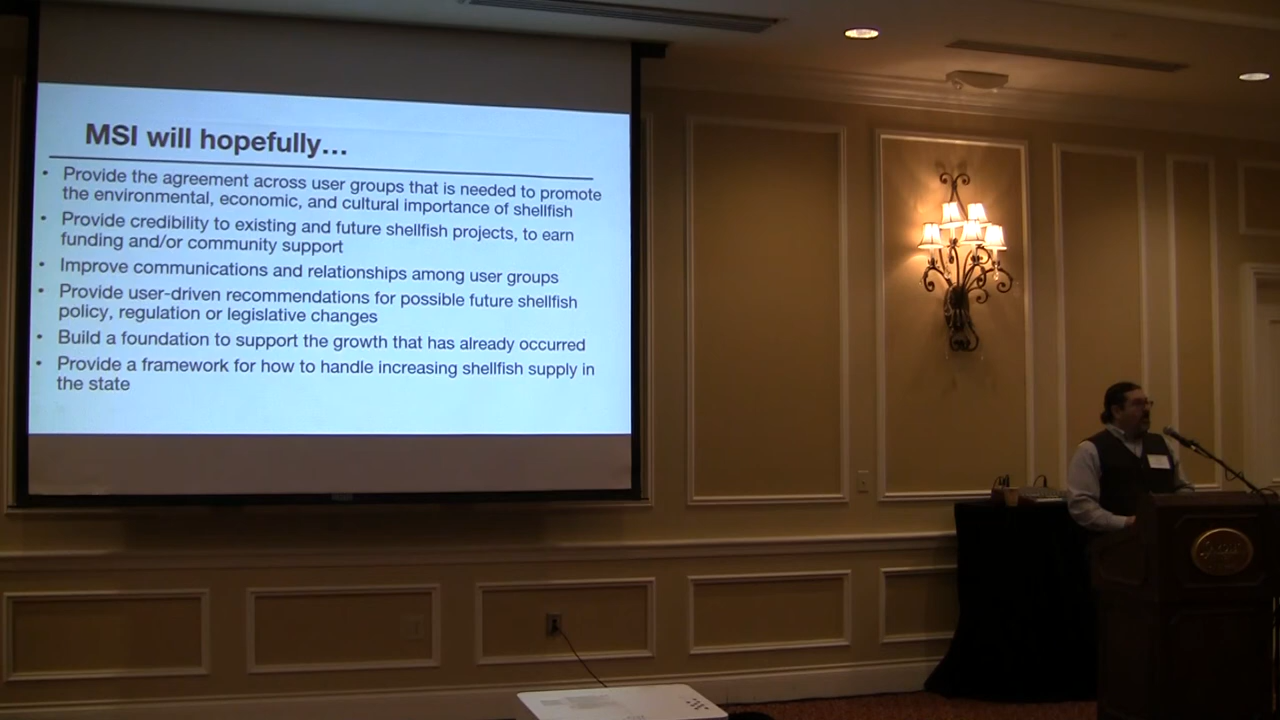 MSI will hopefully…
• Provide the agreement across user groups that is needed to promote
the environmental, economic, and cultural importance of shellfish
• Provide credibility to existing and future shellfish projects, to earn
funding and/or community support
• Improve communications and relationships among user groups
• Provide user-driven recommendations for possible future shellfish
policy, regulation or legislative changes
• Build a foundation to support the growth that has already occurred
• Provide a framework for how to handle increasing shellfish supply in
the state